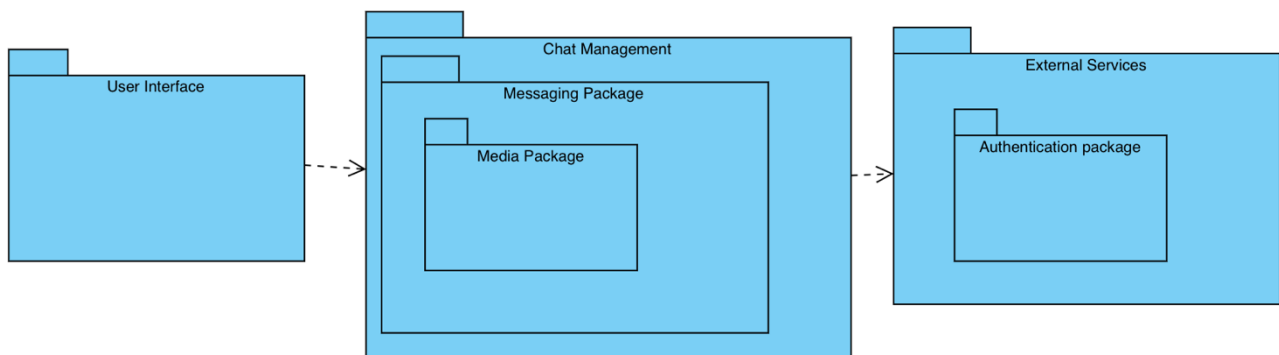 User Interface
Chat Management
Messaging Package
Media Package
External Services
Authentication package